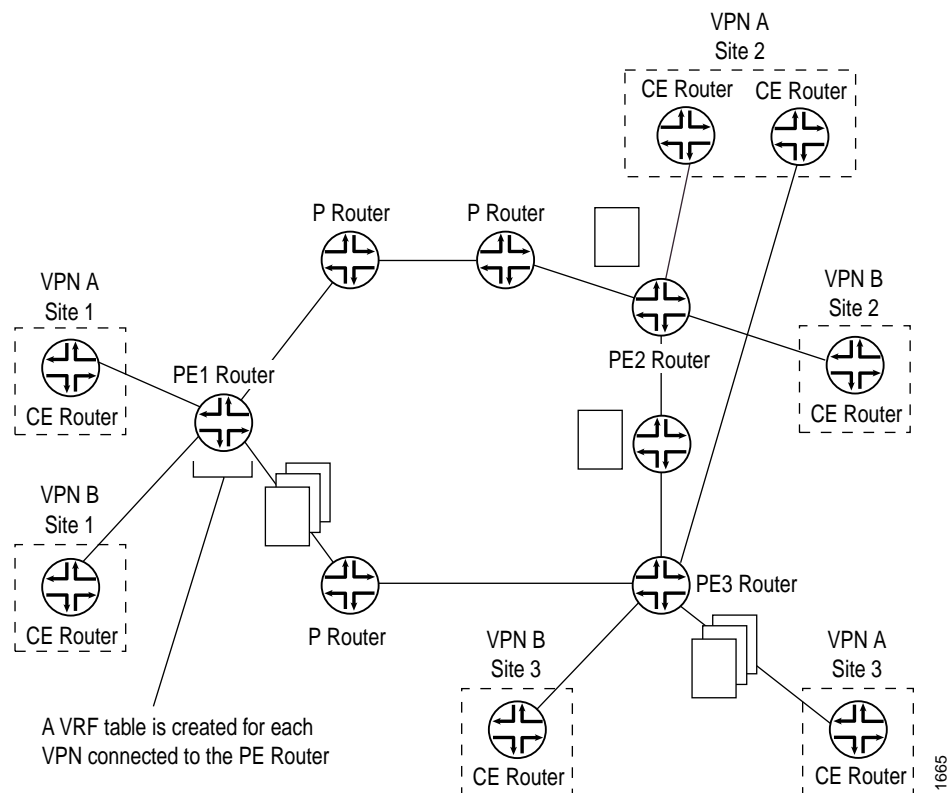 VPN A
Site 2
CE Router
CE Router
P Router
P Router
VPN A
Site 1
VPN B
Site 2
PE1 Router
PE2 Router
CE Router
CE Router
VPN B
Site 1
PE3 Router
CE Router
P Router
VPN B
Site 3
VPN A
Site 3
A VRF table is created for each
VPN connected to the PE Router
CE Router
CE Router
1665